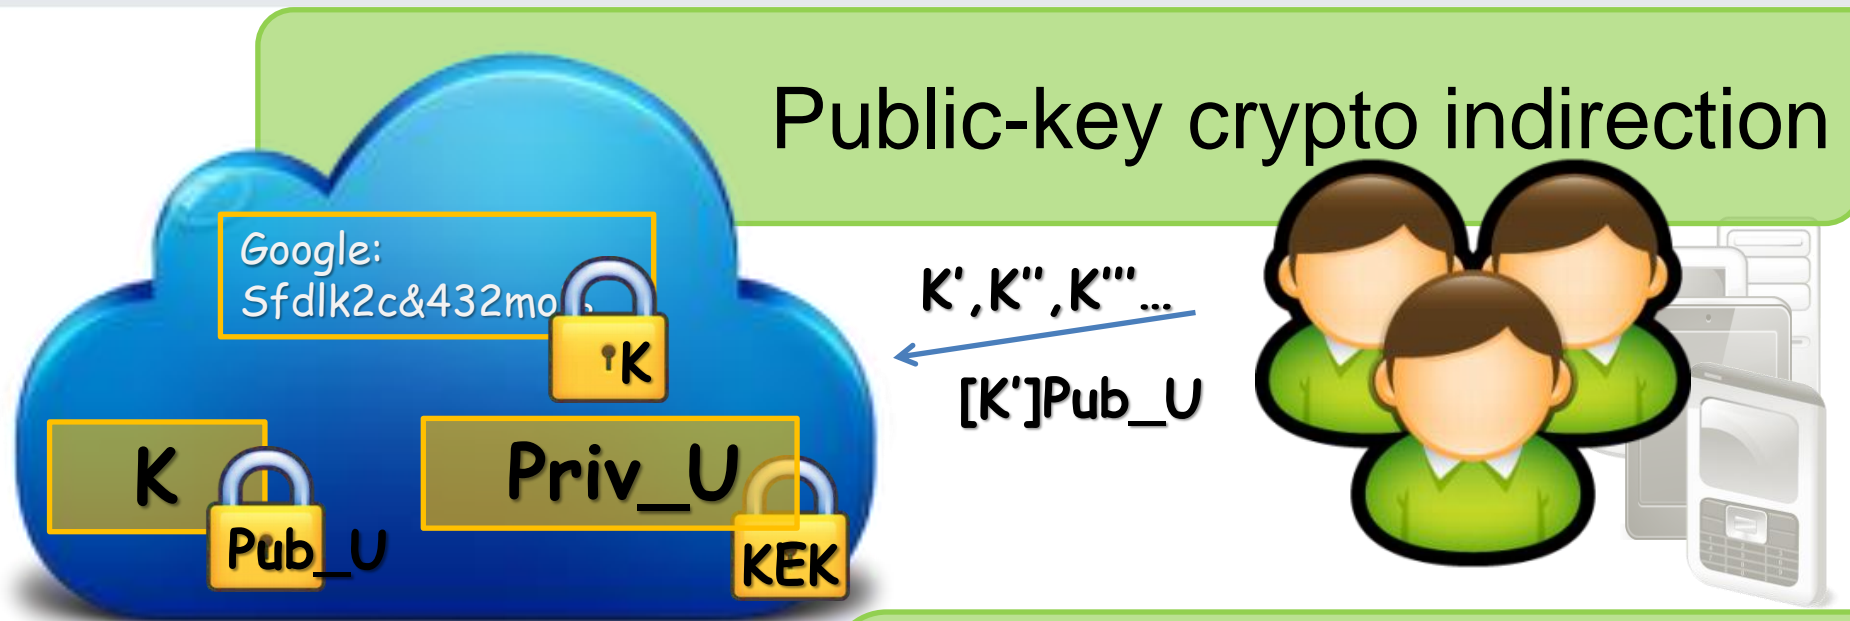 Public-key crypto indirection
Google:
Sfdlk2c&432mo
K
K',K'',K'''...
[K']Pub_U
K
Pub_U
Priv_U
KEK